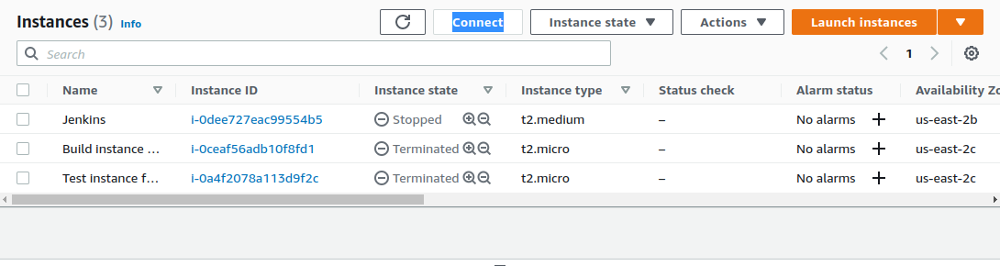 Instances (3) Info Connect Instance state Actions Launch instances
Search 1
Name Instance ID Instance state Instance type Status check Alarm status Availability Zo
Jenkins i-0dee727eac99554b5 Stopped t2.medium – No alarms + us-east-2b
Build instance ... i-0ceaf56adb10f8fd1 Terminated t2.micro – No alarms + us-east-2c
Test instance f... i-0a4f2078a113d9f2c Terminated t2.micro – No alarms + us-east-2c